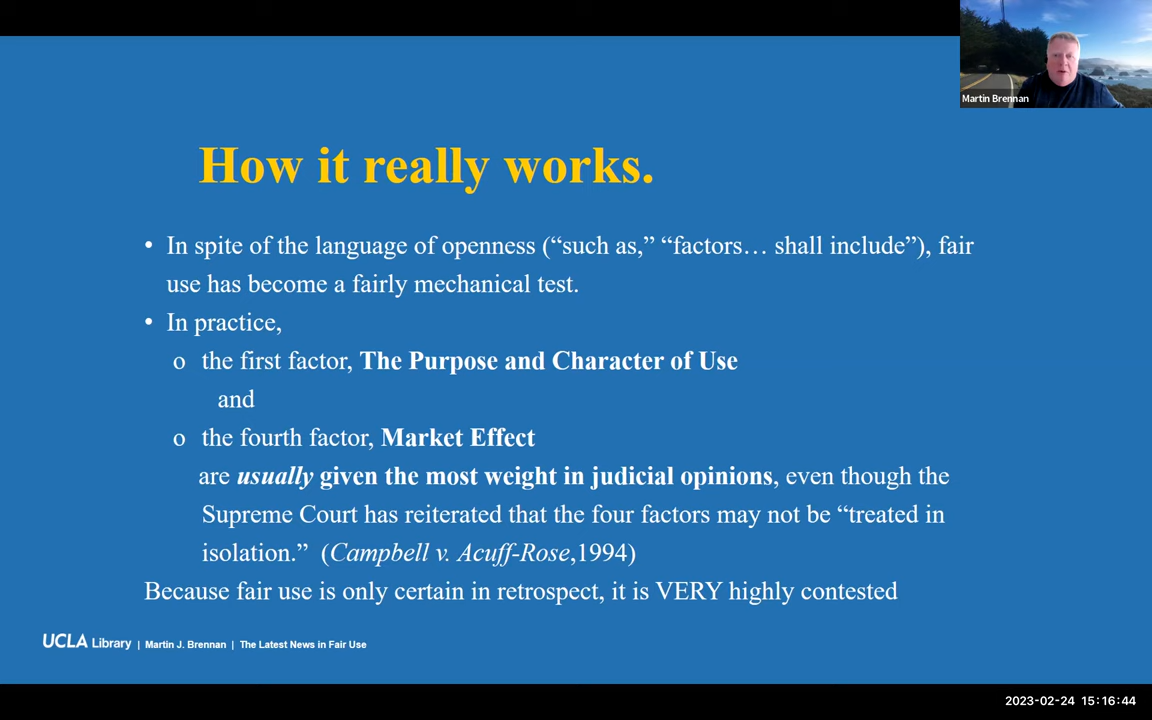 Martin Brennan
How it really works.
• In spite of the language of openness (“such as,” “factors… shall include”), fair
use has become a fairly mechanical test.
• In practice,
o the first factor, The Purpose and Character of Use
and
o the fourth factor, Market Effect
are usually given the most weight in judicial opinions, even though the
Supreme Court has reiterated that the four factors may not be “treated in
isolation.” (Campbell v. Acuff-Rose,1994)
Because fair use is only certain in retrospect, it is VERY highly contested
UCLA Library | Martin J. Brennan | The Latest News in Fair Use
2023-02-24 15:16:44